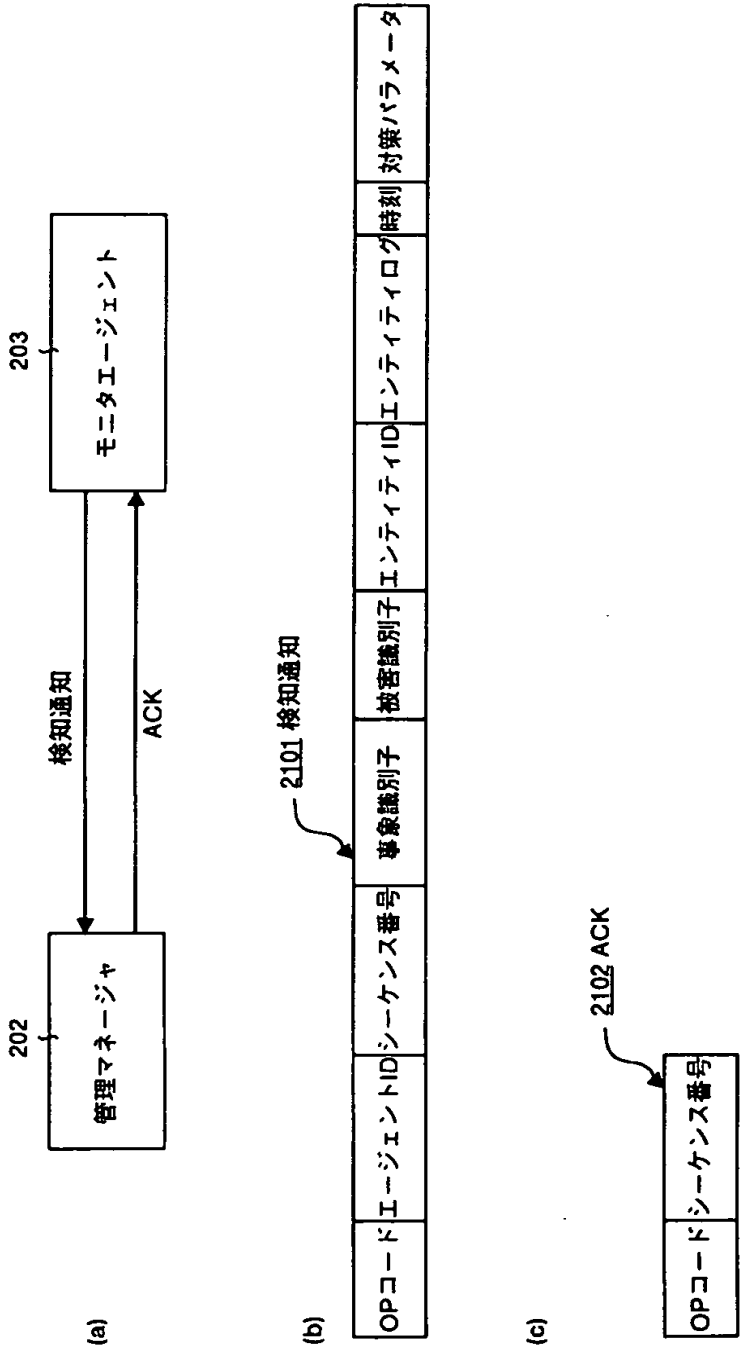 (a)
202
203
管理マネージャ
検知通知
ACK
モニタエージェント
(b)
2101 検知通知
OPコード
エージェントID
シーケンス番号
事象識別子
被害識別子
エンティティID
エンティティログ
時刻
対策パラメータ
(c)
2102 ACK
OPコード
シーケンス番号